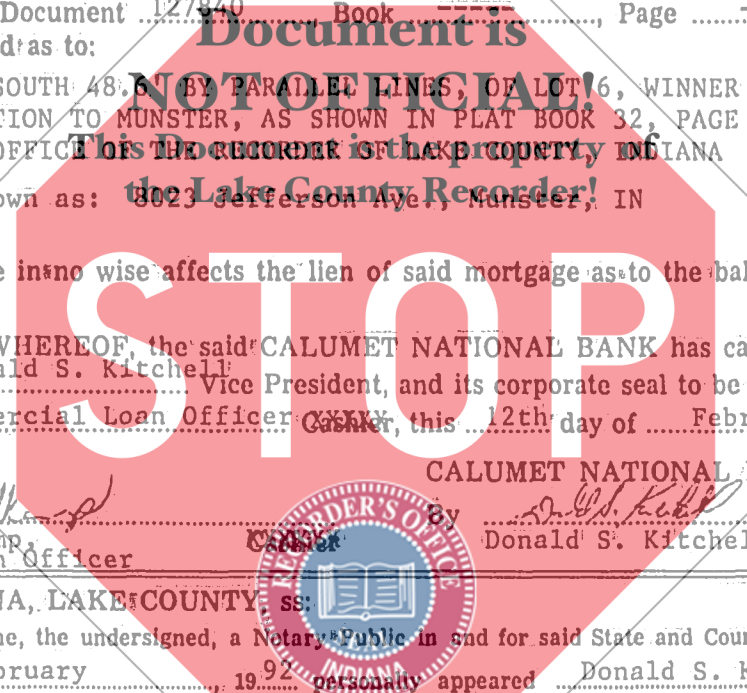 Document 127840, Book -----, Page
Document is
d as to:
NOT OFFICIAL!
SOUTH 48.6' BY PARALLEL LINES, OF LOT 6, WINNER
TION TO MUNSTER, AS SHOWN IN PLAT BOOK 32, PAGE
This Document is the property of
OFFICE OF THE RECORDER OF LAKE COUNTY, INDIANA
the Lake County Recorder!
own as: 8023 Jefferson Ave., Munster, IN
STOP
e in no wise affects the lien of said mortgage as to the bal
WHEREOF, the said CALUMET NATIONAL BANK has ca
ald S. Kitchell
Vice President, and its corporate seal to be
ercial Loan Officer Cashier, this 12th day of Febr
CALUMET NATIONAL
By
mp, Cashier Donald S. Kitchel
n Officer
RECORDER'S OFFICE
INDIANA
NA, LAKE COUNTY, ss:
me, the undersigned, a Notary Public in and for said State and Coun
bruary, 19 92 personally appeared Donald S. K